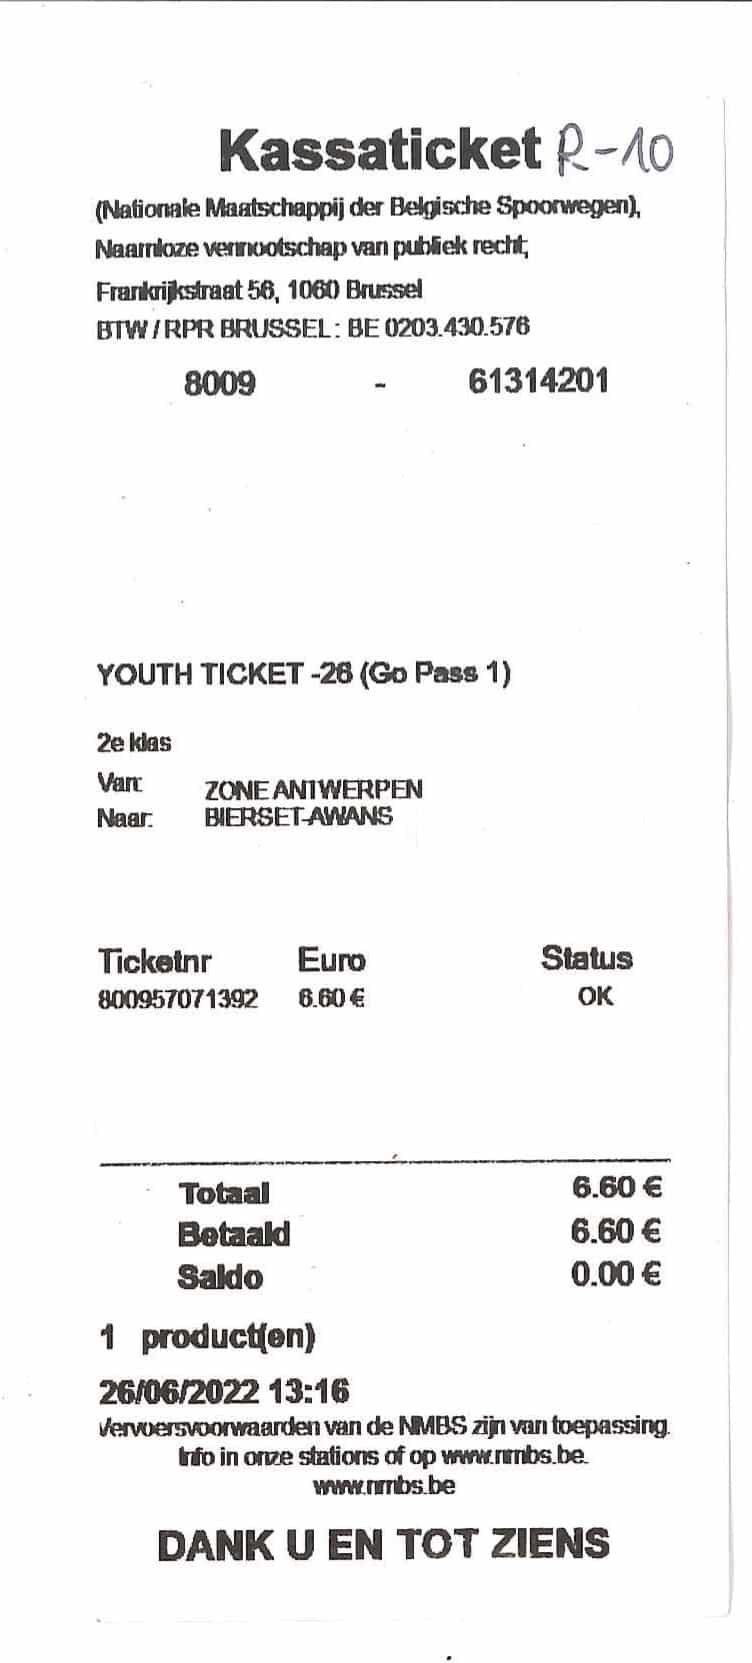 Kassaticket R-10
(Nationale Maatschappij der Belgische Spoorwegen),
Naamloze vennootschap van publiek recht,
Frankrijkstraat 56, 1060 Brussel
BTW / RPR BRUSSEL : BE 0203.430.576
8009 - 61314201
YOUTH TICKET -26 (Go Pass 1)
2e klas
Van: ZONE ANTWERPEN
Naar: BIERSET-AWANS
Ticketnr Euro Status
800957071392 6.60 € OK
Totaal 6.60 €
Betaald 6.60 €
Saldo 0.00 €
1 product(en)
26/06/2022 13:16
Vervoersvoorwaarden van de NMBS zijn van toepassing.
Info in onze stations of op www.nmbs.be.
www.nmbs.be
DANK U EN TOT ZIENS